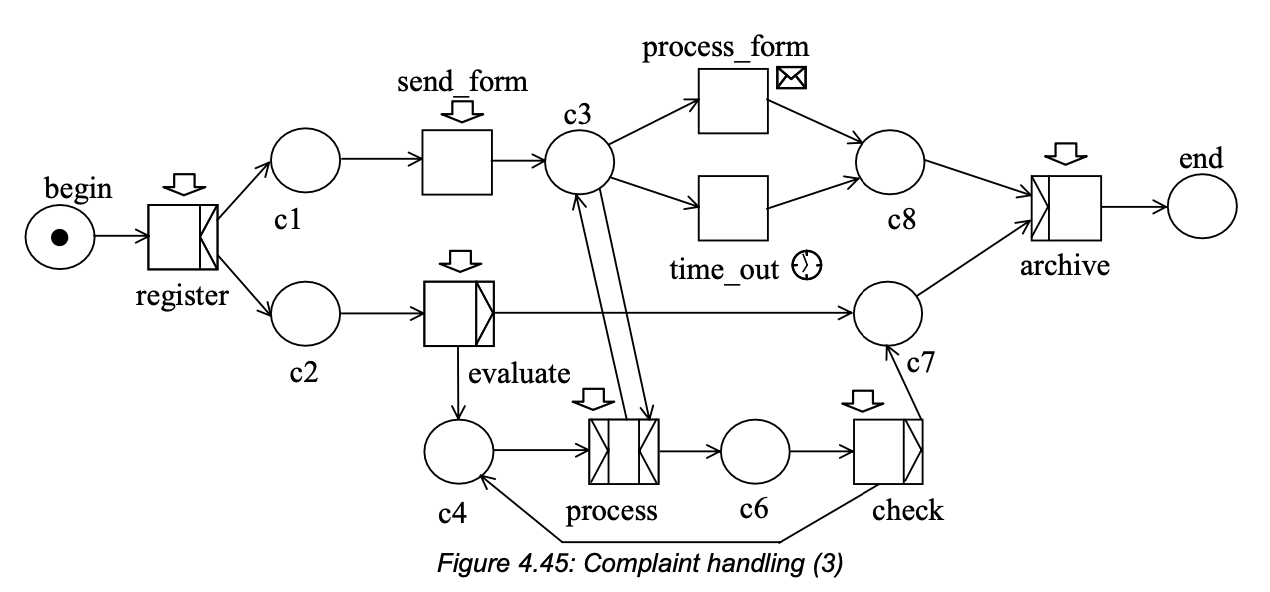 process_form
send_form
c3
begin
end
c1
c8
register
time_out
archive
c2
evaluate
c7
c4
process
c6
check
Figure 4.45: Complaint handling (3)